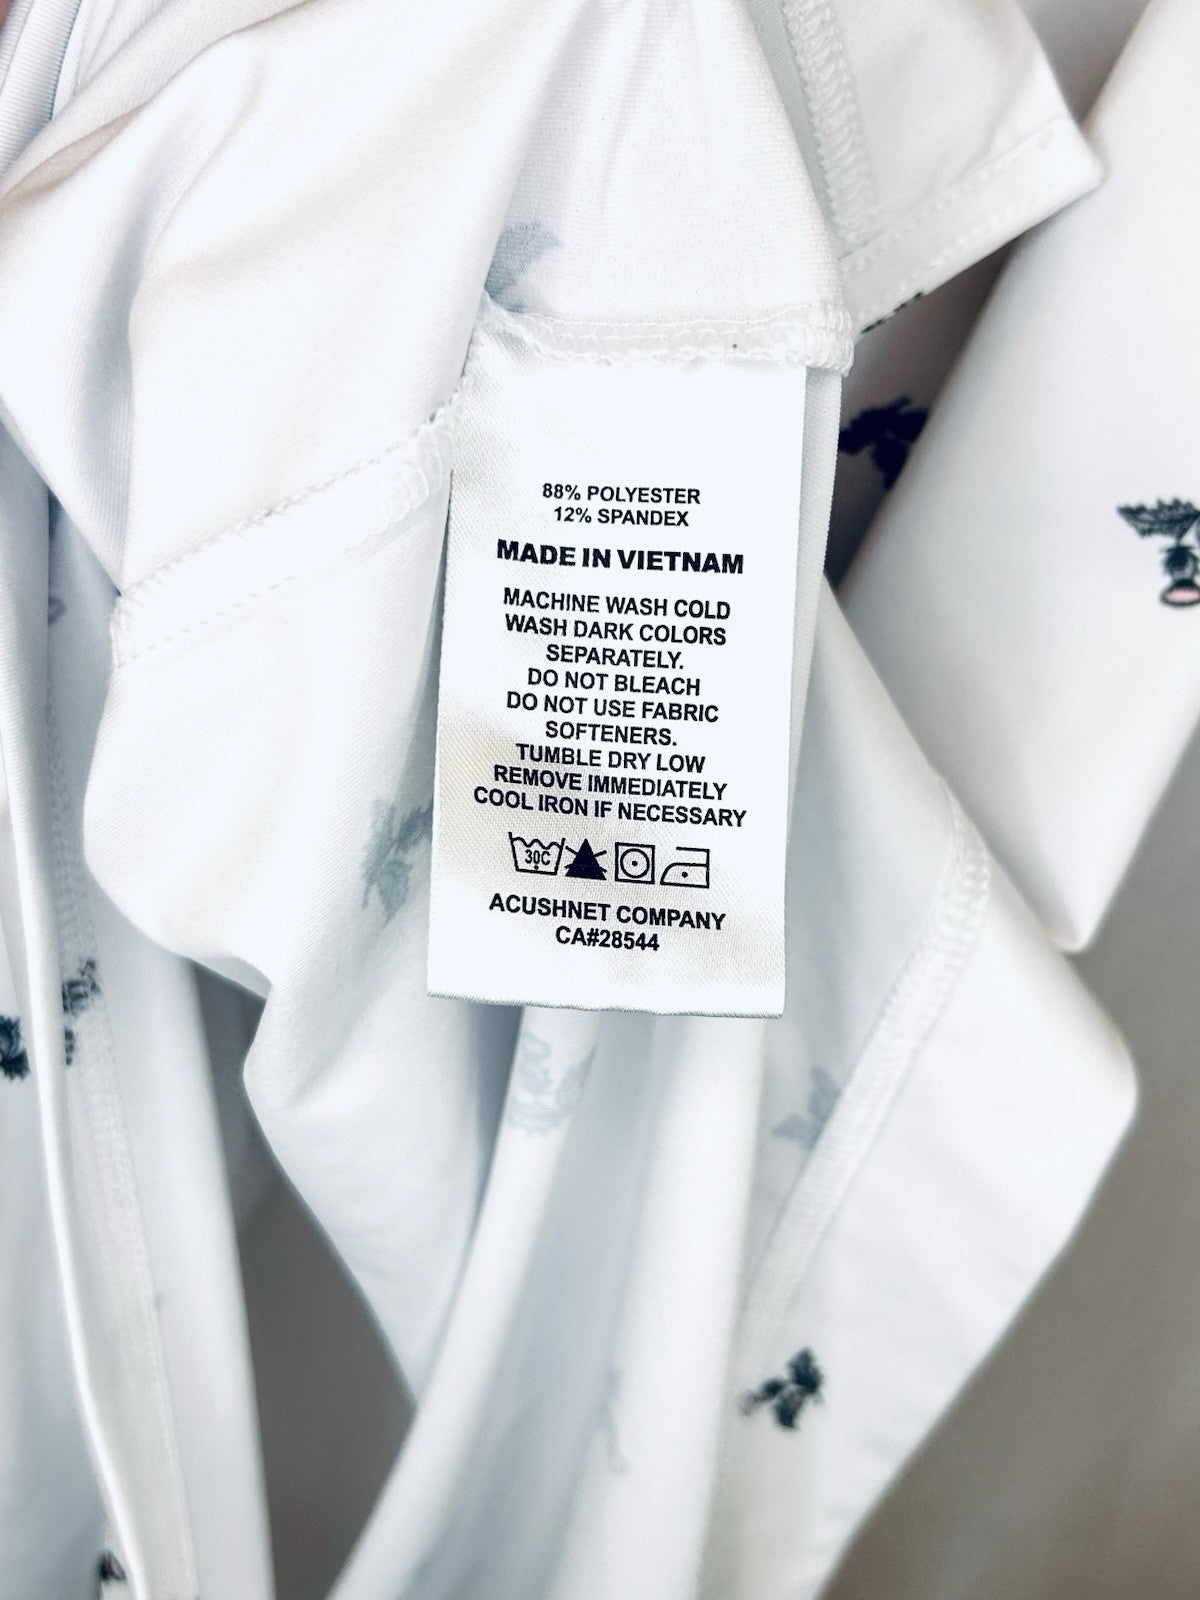 88% POLYESTER
12% SPANDEX
MADE IN VIETNAM
MACHINE WASH COLD
WASH DARK COLORS
SEPARATELY.
DO NOT BLEACH
DO NOT USE FABRIC
SOFTENERS.
TUMBLE DRY LOW
REMOVE IMMEDIATELY
COOL IRON IF NECESSARY
30C
ACUSHNET COMPANY
CA#28544